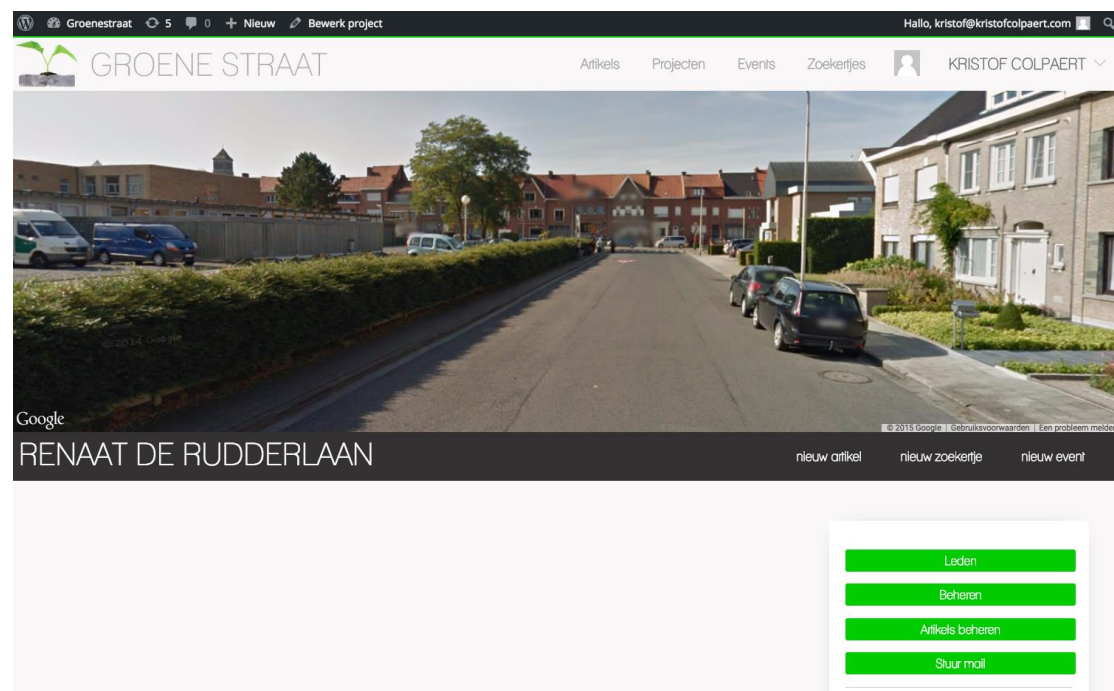 Groenestraat 5 0 Nieuw Bewerk project Hallo, kristof@kristofcolpaert.com
GROENE STRAAT Artikels Projecten Events Zoekertjes KRISTOF COLPAERT
© 2014 Google
Google
© 2015 Google Gebruiksvoorwaarden Een probleem melden
RENAAT DE RUDDERLAAN nieuw artikel nieuw zoekertje nieuw event
Leden
Beheren
Artikels beheren
Stuur mail